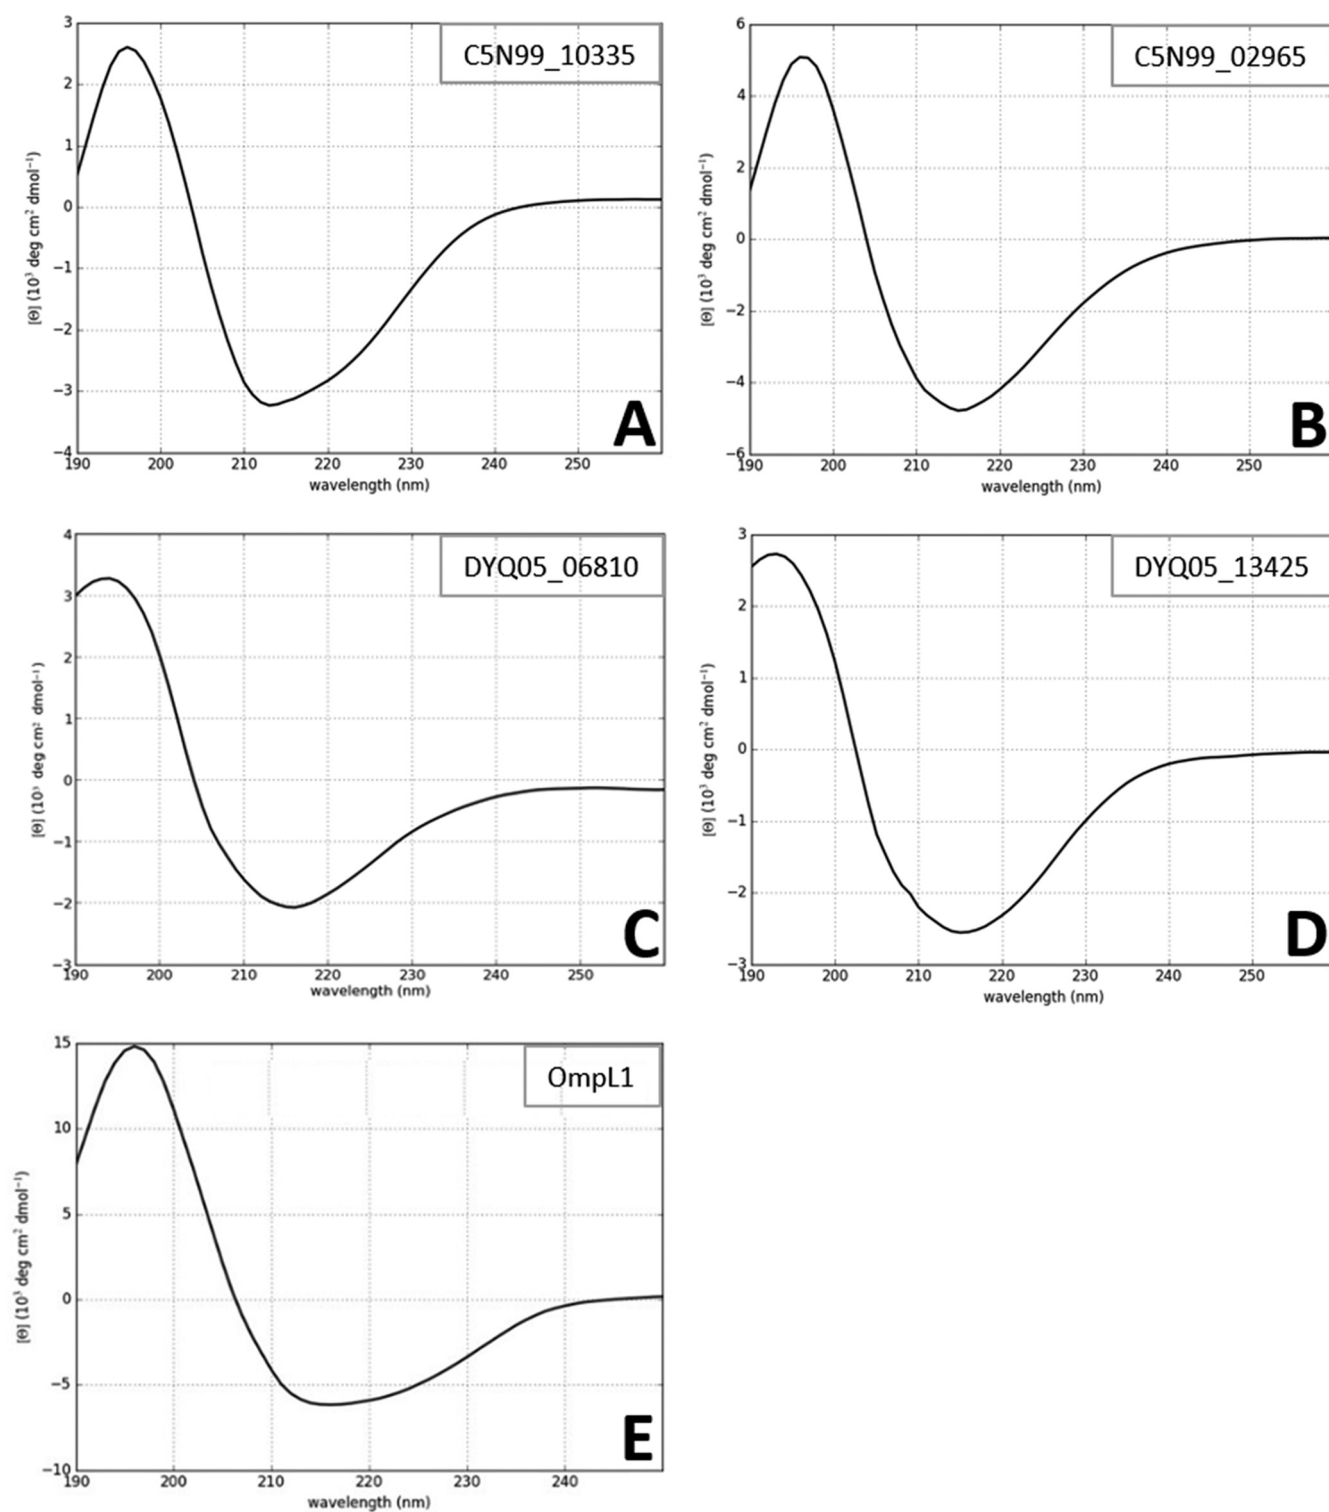 C5N99_10335
3
2
1
0
−1
−2
−3
−4
[Θ] (10³ deg cm² dmol⁻¹)
190 200 210 220 230 240 250
wavelength (nm)
A
C5N99_02965
6
4
2
0
−2
−4
−6
[Θ] (10³ deg cm² dmol⁻¹)
190 200 210 220 230 240 250
wavelength (nm)
B
DYQ05_06810
4
3
2
1
0
−1
−2
−3
[Θ] (10³ deg cm² dmol⁻¹)
190 200 210 220 230 240 250
wavelength (nm)
C
DYQ05_13425
3
2
1
0
−1
−2
−3
[Θ] (10³ deg cm² dmol⁻¹)
190 200 210 220 230 240 250
wavelength (nm)
D
OmpL1
15
10
5
0
−5
−10
[Θ] (10³ deg cm² dmol⁻¹)
190 200 210 220 230 240
wavelength (nm)
E